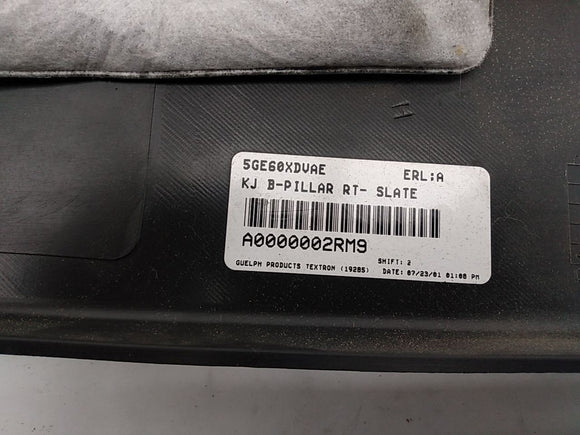 5GE60XDVAE ERL:A
KJ B-PILLAR RT- SLATE
A0000002RM9
SHIFT: 2
GUELPH PRODUCTS TEXTRON (19285) DATE: 07/23/01 01:08 PM